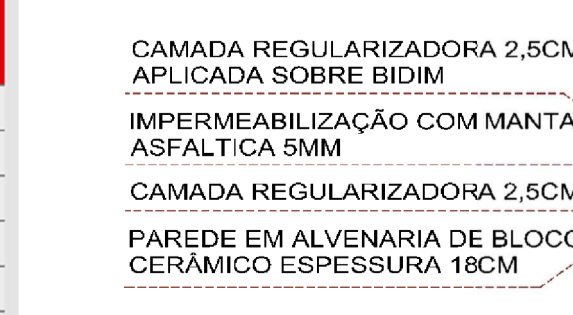 CAMADA REGULARIZADORA 2,5CM
APLICADA SOBRE BIDIM
IMPERMEABILIZAÇÃO COM MANTA
ASFALTICA 5MM
CAMADA REGULARIZADORA 2,5CM
PAREDE EM ALVENARIA DE BLOCO
CERÂMICO ESPESSURA 18CM